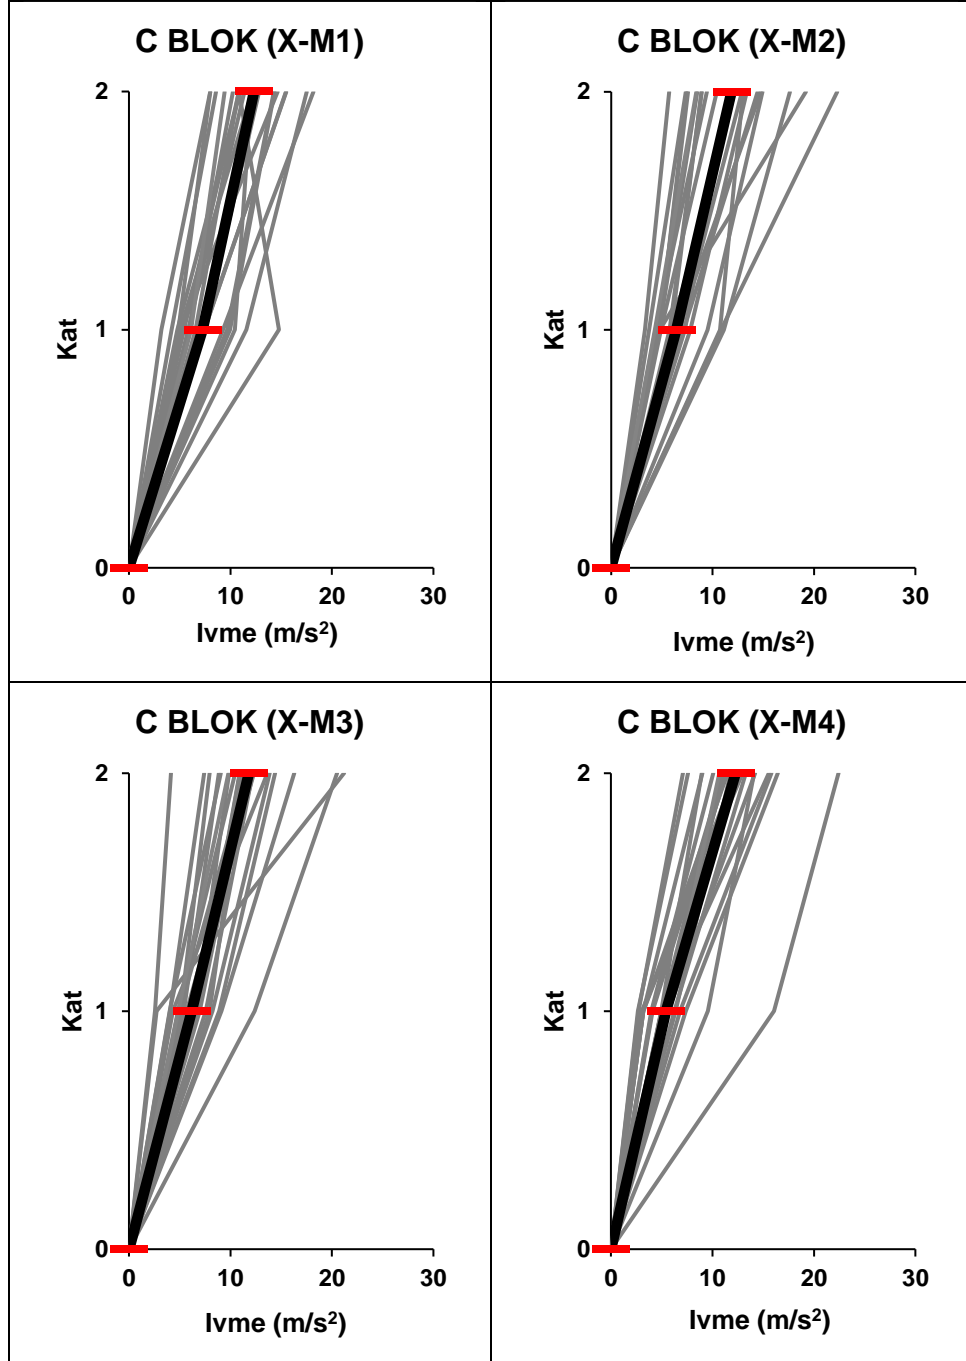 C BLOK (X-M1)
2
1
0
Kat
0 10 20 30
Ivme (m/s²)
C BLOK (X-M2)
2
1
0
Kat
0 10 20 30
Ivme (m/s²)
C BLOK (X-M3)
2
1
0
Kat
0 10 20 30
Ivme (m/s²)
C BLOK (X-M4)
2
1
0
Kat
0 10 20 30
Ivme (m/s²)